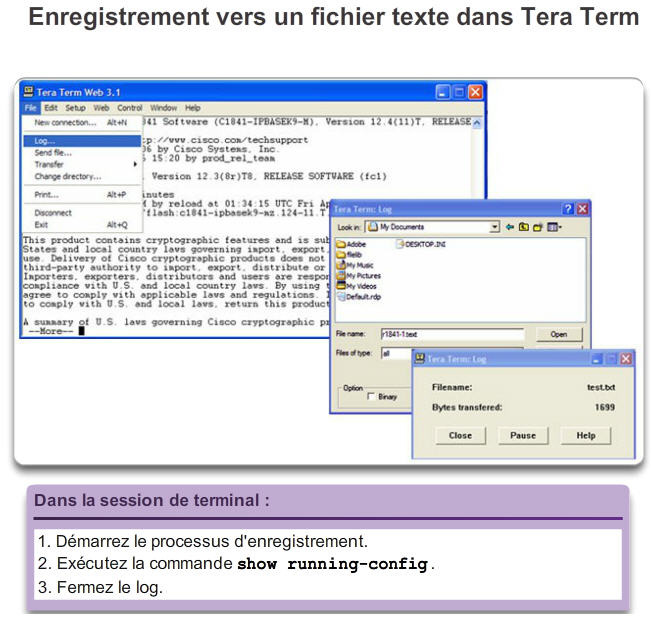 Enregistrement vers un fichier texte dans Tera Term
Tera Term Web 3.1
File Edit Setup Web Control Window Help
New connection... Alt+N
Log...
Send file...
Transfer
Change directory...
Print... Alt+P
Disconnect
Exit Alt+Q
841 Software (C1841-IPBASEK9-M), Version 12.4(11)T, RELEASE
p://www.cisco.com/techsupport
06 by Cisco Systems, Inc.
5 15:20 by prod_rel_team
, Version 12.3(8r)T8, RELEASE SOFTWARE (fc1)
inutes
M by reload at 01:34:15 UTC Fri Ap
"flash:c1841-ipbasek9-mz.124-11.T
This product contains cryptographic features and is sub
States and local country laws governing import, export,
use. Delivery of Cisco cryptographic products does not
third-party authority to import, export, distribute or
Importers, exporters, distributors and users are respon
compliance with U.S. and local country laws. By using t
agree to comply with applicable laws and regulations. I
to comply with U.S. and local laws, return this product
A summary of U.S. laws governing Cisco cryptographic pr
--More--
Tera Term: Log
Look in: My Documents
Adobe
filelib
My Music
My Pictures
My Videos
Default.rdp
DESKTOP.INI
File name: r1841-1.text Open
Files of type: all
Option
Binary
Tera Term: Log
Filename: test.txt
Bytes transfered: 1699
Close Pause Help
Dans la session de terminal :
1. Démarrez le processus d'enregistrement.
2. Exécutez la commande show running-config.
3. Fermez le log.